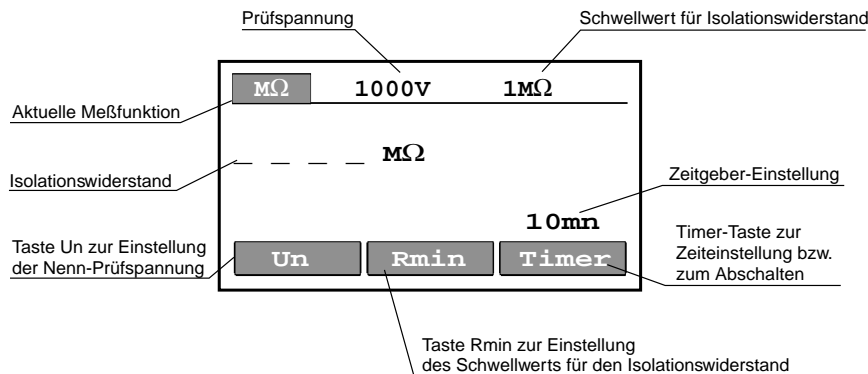 Prüfspannung
Schwellwert für Isolationswiderstand
MΩ 1000V 1MΩ
Aktuelle Meßfunktion
_ _ _ _ MΩ
Isolationswiderstand
Zeitgeber-Einstellung
10mn
Taste Un zur Einstellung
der Nenn-Prüfspannung
Un Rmin Timer
Timer-Taste zur
Zeiteinstellung bzw.
zum Abschalten
Taste Rmin zur Einstellung
des Schwellwerts für den Isolationswiderstand